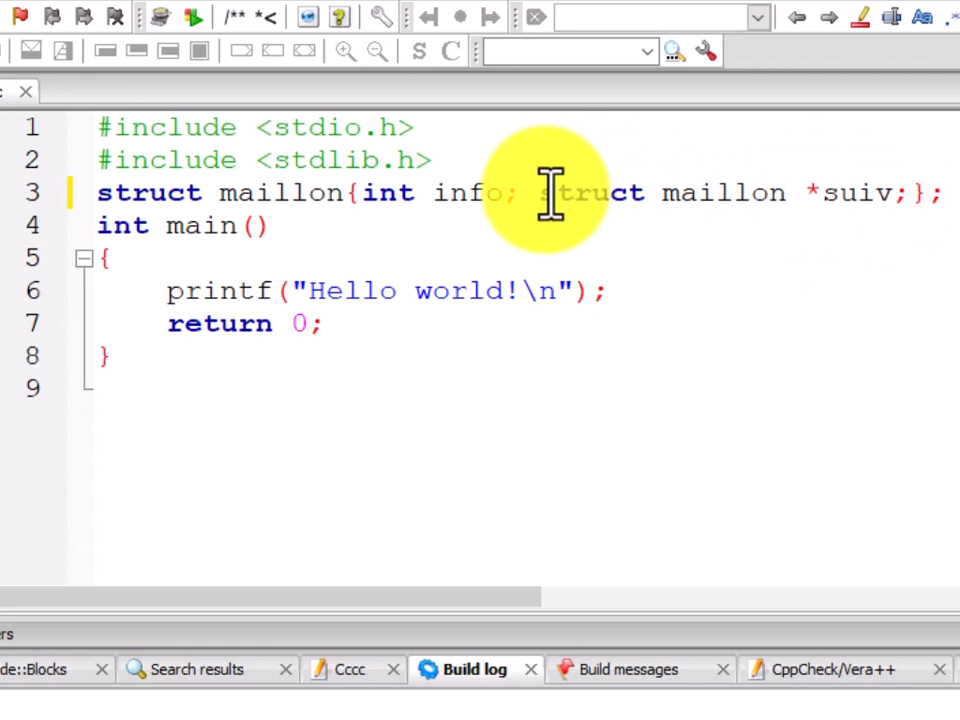 /** *<
S C
c
1 #include <stdio.h>
2 #include <stdlib.h>
3 struct maillon{int info; struct maillon *suiv;};
4 int main()
5 {
6 printf("Hello world!\n");
7 return 0;
8 }
9
ers
de::Blocks Search results Cccc Build log Build messages CppCheck/Vera++